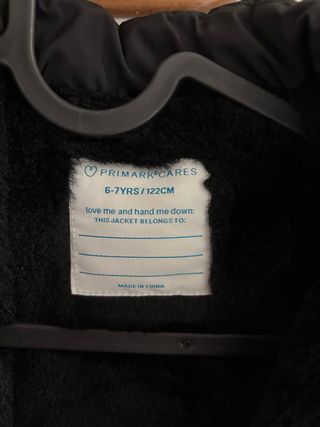 PRIMARK®CARES
6-7YRS/122CM
love me and hand me down:
THIS JACKET BELONGS TO:
MADE IN CHINA